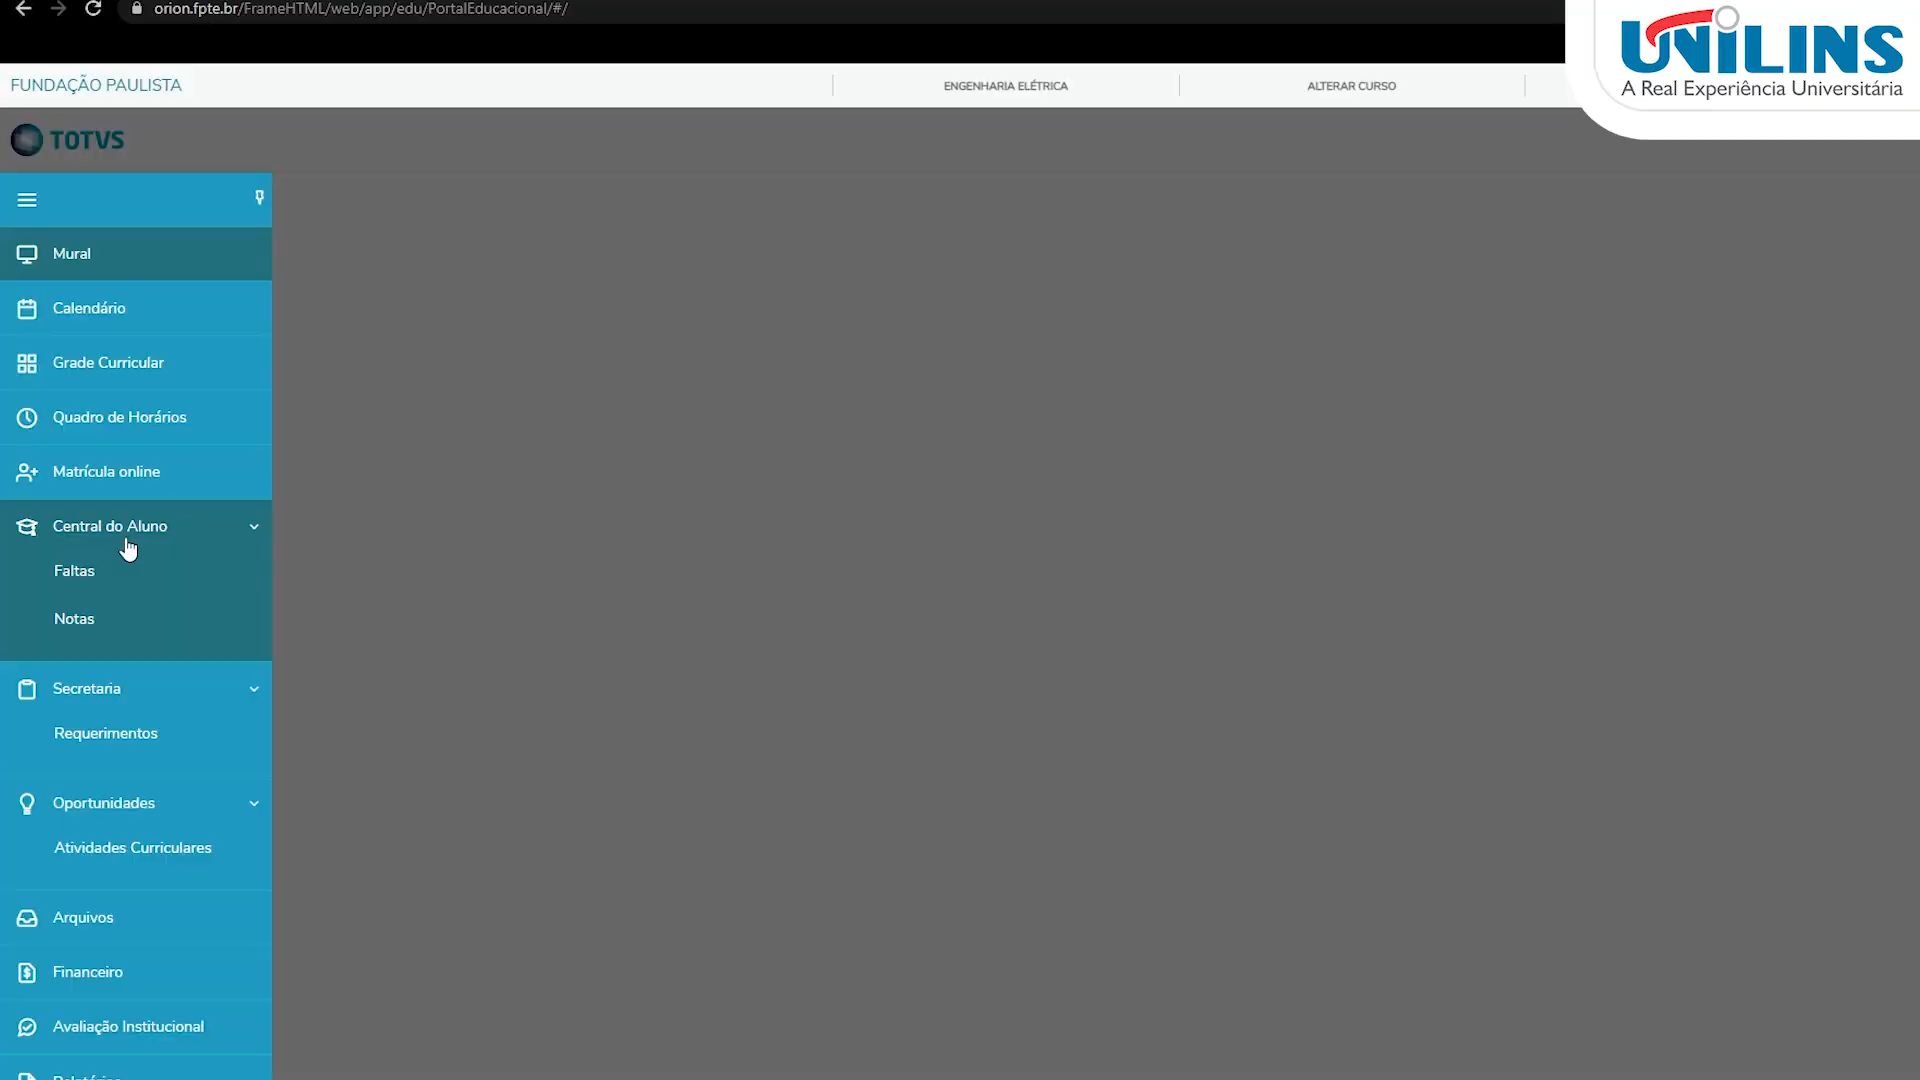 orion.fpte.br/FrameHTML/web/app/edu/PortalEducacional/#/
UNILINS
A Real Experiência Universitária
FUNDAÇÃO PAULISTA
ENGENHARIA ELÉTRICA
ALTERAR CURSO
TOTVS
Mural
Calendário
Grade Curricular
Quadro de Horários
Matrícula online
Central do Aluno
Faltas
Notas
Secretaria
Requerimentos
Oportunidades
Atividades Curriculares
Arquivos
Financeiro
Avaliação Institucional